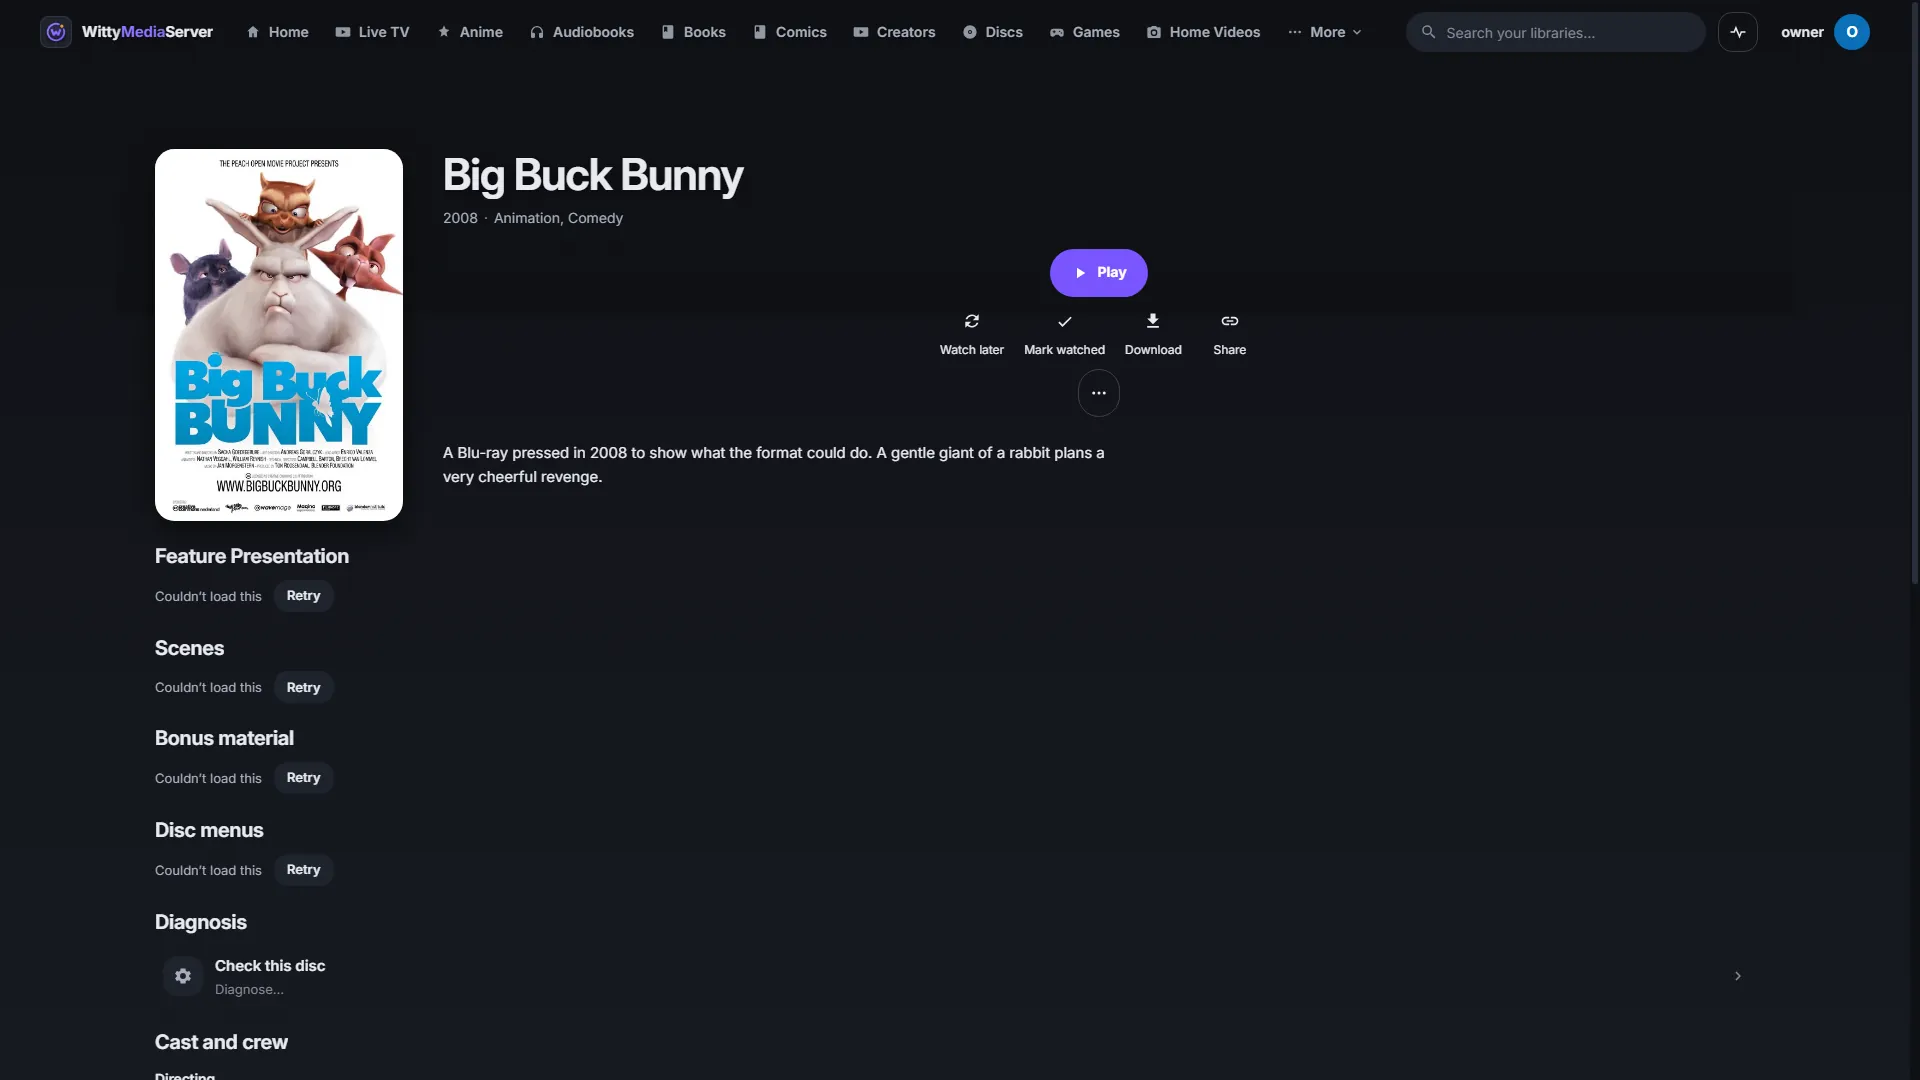 WittyMediaServer
Home
Live TV
Anime
Audiobooks
Books
Comics
Creators
Discs
Games
Home Videos
More
Search your libraries...
owner
O
THE PEACH OPEN MOVIE PROJECT PRESENTS
Big Buck
BUNNY
WWW.BIGBUCKBUNNY.ORG
Big Buck Bunny
2008 · Animation, Comedy
Play
Watch later
Mark watched
Download
Share
A Blu-ray pressed in 2008 to show what the format could do. A gentle giant of a rabbit plans a
very cheerful revenge.
Feature Presentation
Couldn’t load this
Retry
Scenes
Couldn’t load this
Retry
Bonus material
Couldn’t load this
Retry
Disc menus
Couldn’t load this
Retry
Diagnosis
Check this disc
Diagnose...
Cast and crew
Directing